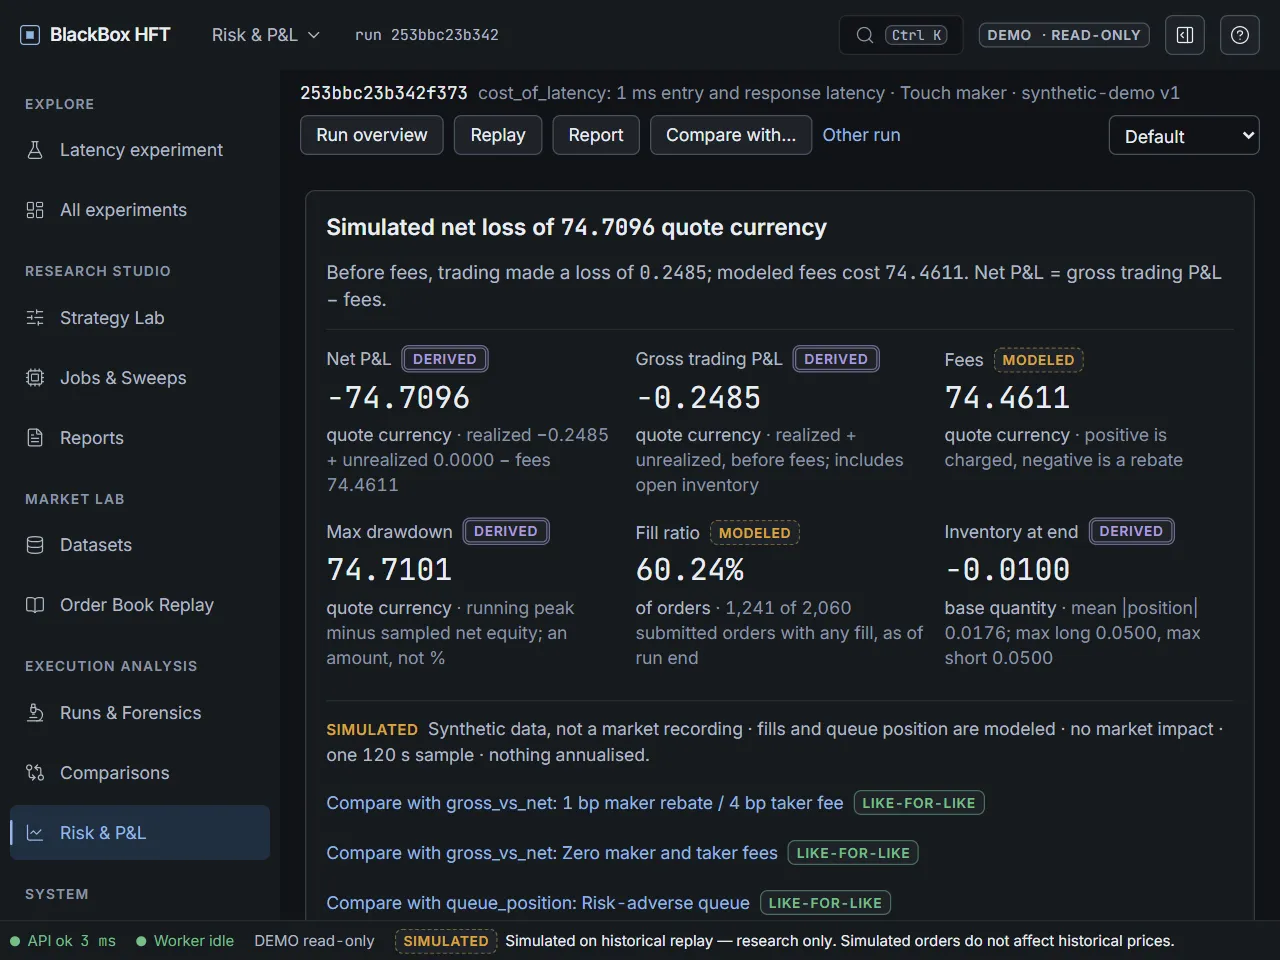 BlackBox HFT
Risk & P&L
run 253bbc23b342
Ctrl K
DEMO · READ-ONLY
EXPLORE
Latency experiment
All experiments
RESEARCH STUDIO
Strategy Lab
Jobs & Sweeps
Reports
MARKET LAB
Datasets
Order Book Replay
EXECUTION ANALYSIS
Runs & Forensics
Comparisons
Risk & P&L
SYSTEM
253bbc23b342f373 cost_of_latency: 1 ms entry and response latency · Touch maker · synthetic-demo v1
Run overview
Replay
Report
Compare with...
Other run
Default
Simulated net loss of 74.7096 quote currency
Before fees, trading made a loss of 0.2485; modeled fees cost 74.4611. Net P&L = gross trading P&L
− fees.
Net P&L DERIVED
-74.7096
quote currency · realized −0.2485
+ unrealized 0.0000 − fees
74.4611
Gross trading P&L DERIVED
-0.2485
quote currency · realized +
unrealized, before fees; includes
open inventory
Fees MODELED
74.4611
quote currency · positive is
charged, negative is a rebate
Max drawdown DERIVED
74.7101
quote currency · running peak
minus sampled net equity; an
amount, not %
Fill ratio MODELED
60.24%
of orders · 1,241 of 2,060
submitted orders with any fill, as of
run end
Inventory at end DERIVED
-0.0100
base quantity · mean |position|
0.0176; max long 0.0500, max
short 0.0500
SIMULATED Synthetic data, not a market recording · fills and queue position are modeled · no market impact ·
one 120 s sample · nothing annualised.
Compare with gross_vs_net: 1 bp maker rebate / 4 bp taker fee LIKE-FOR-LIKE
Compare with gross_vs_net: Zero maker and taker fees LIKE-FOR-LIKE
Compare with queue_position: Risk-adverse queue LIKE-FOR-LIKE
API ok 3 ms
Worker idle
DEMO read-only
SIMULATED Simulated on historical replay — research only. Simulated orders do not affect historical prices.